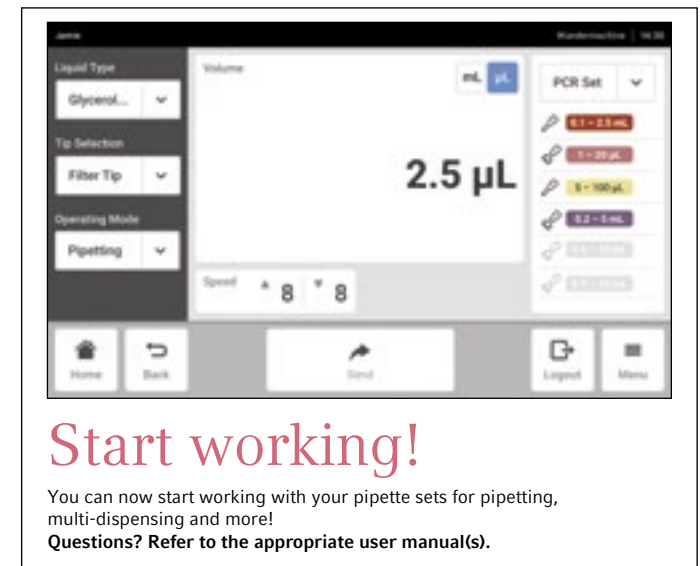 Jamie
16:30
Liquid Type
Volume
mL µL
PCR Set
Glycerol...
0.1 – 2.5 mL
Tip Selection
1 – 20 µL
Filter Tip
2.5 µL
5 – 100 µL
Operating Mode
0.2 – 5 mL
Pipetting
Speed 8 8
Home
Back
Send
Logout
Menu
Start working!
You can now start working with your pipette sets for pipetting,
multi-dispensing and more!
Questions? Refer to the appropriate user manual(s).